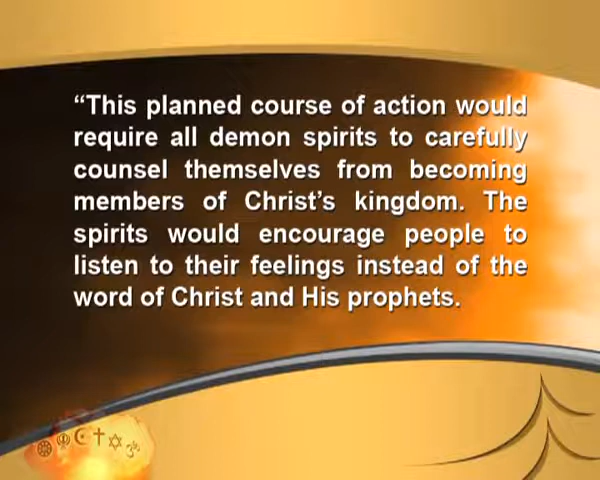 “This planned course of action would
require all demon spirits to carefully
counsel themselves from becoming
members of Christ’s kingdom. The
spirits would encourage people to
listen to their feelings instead of the
word of Christ and His prophets.